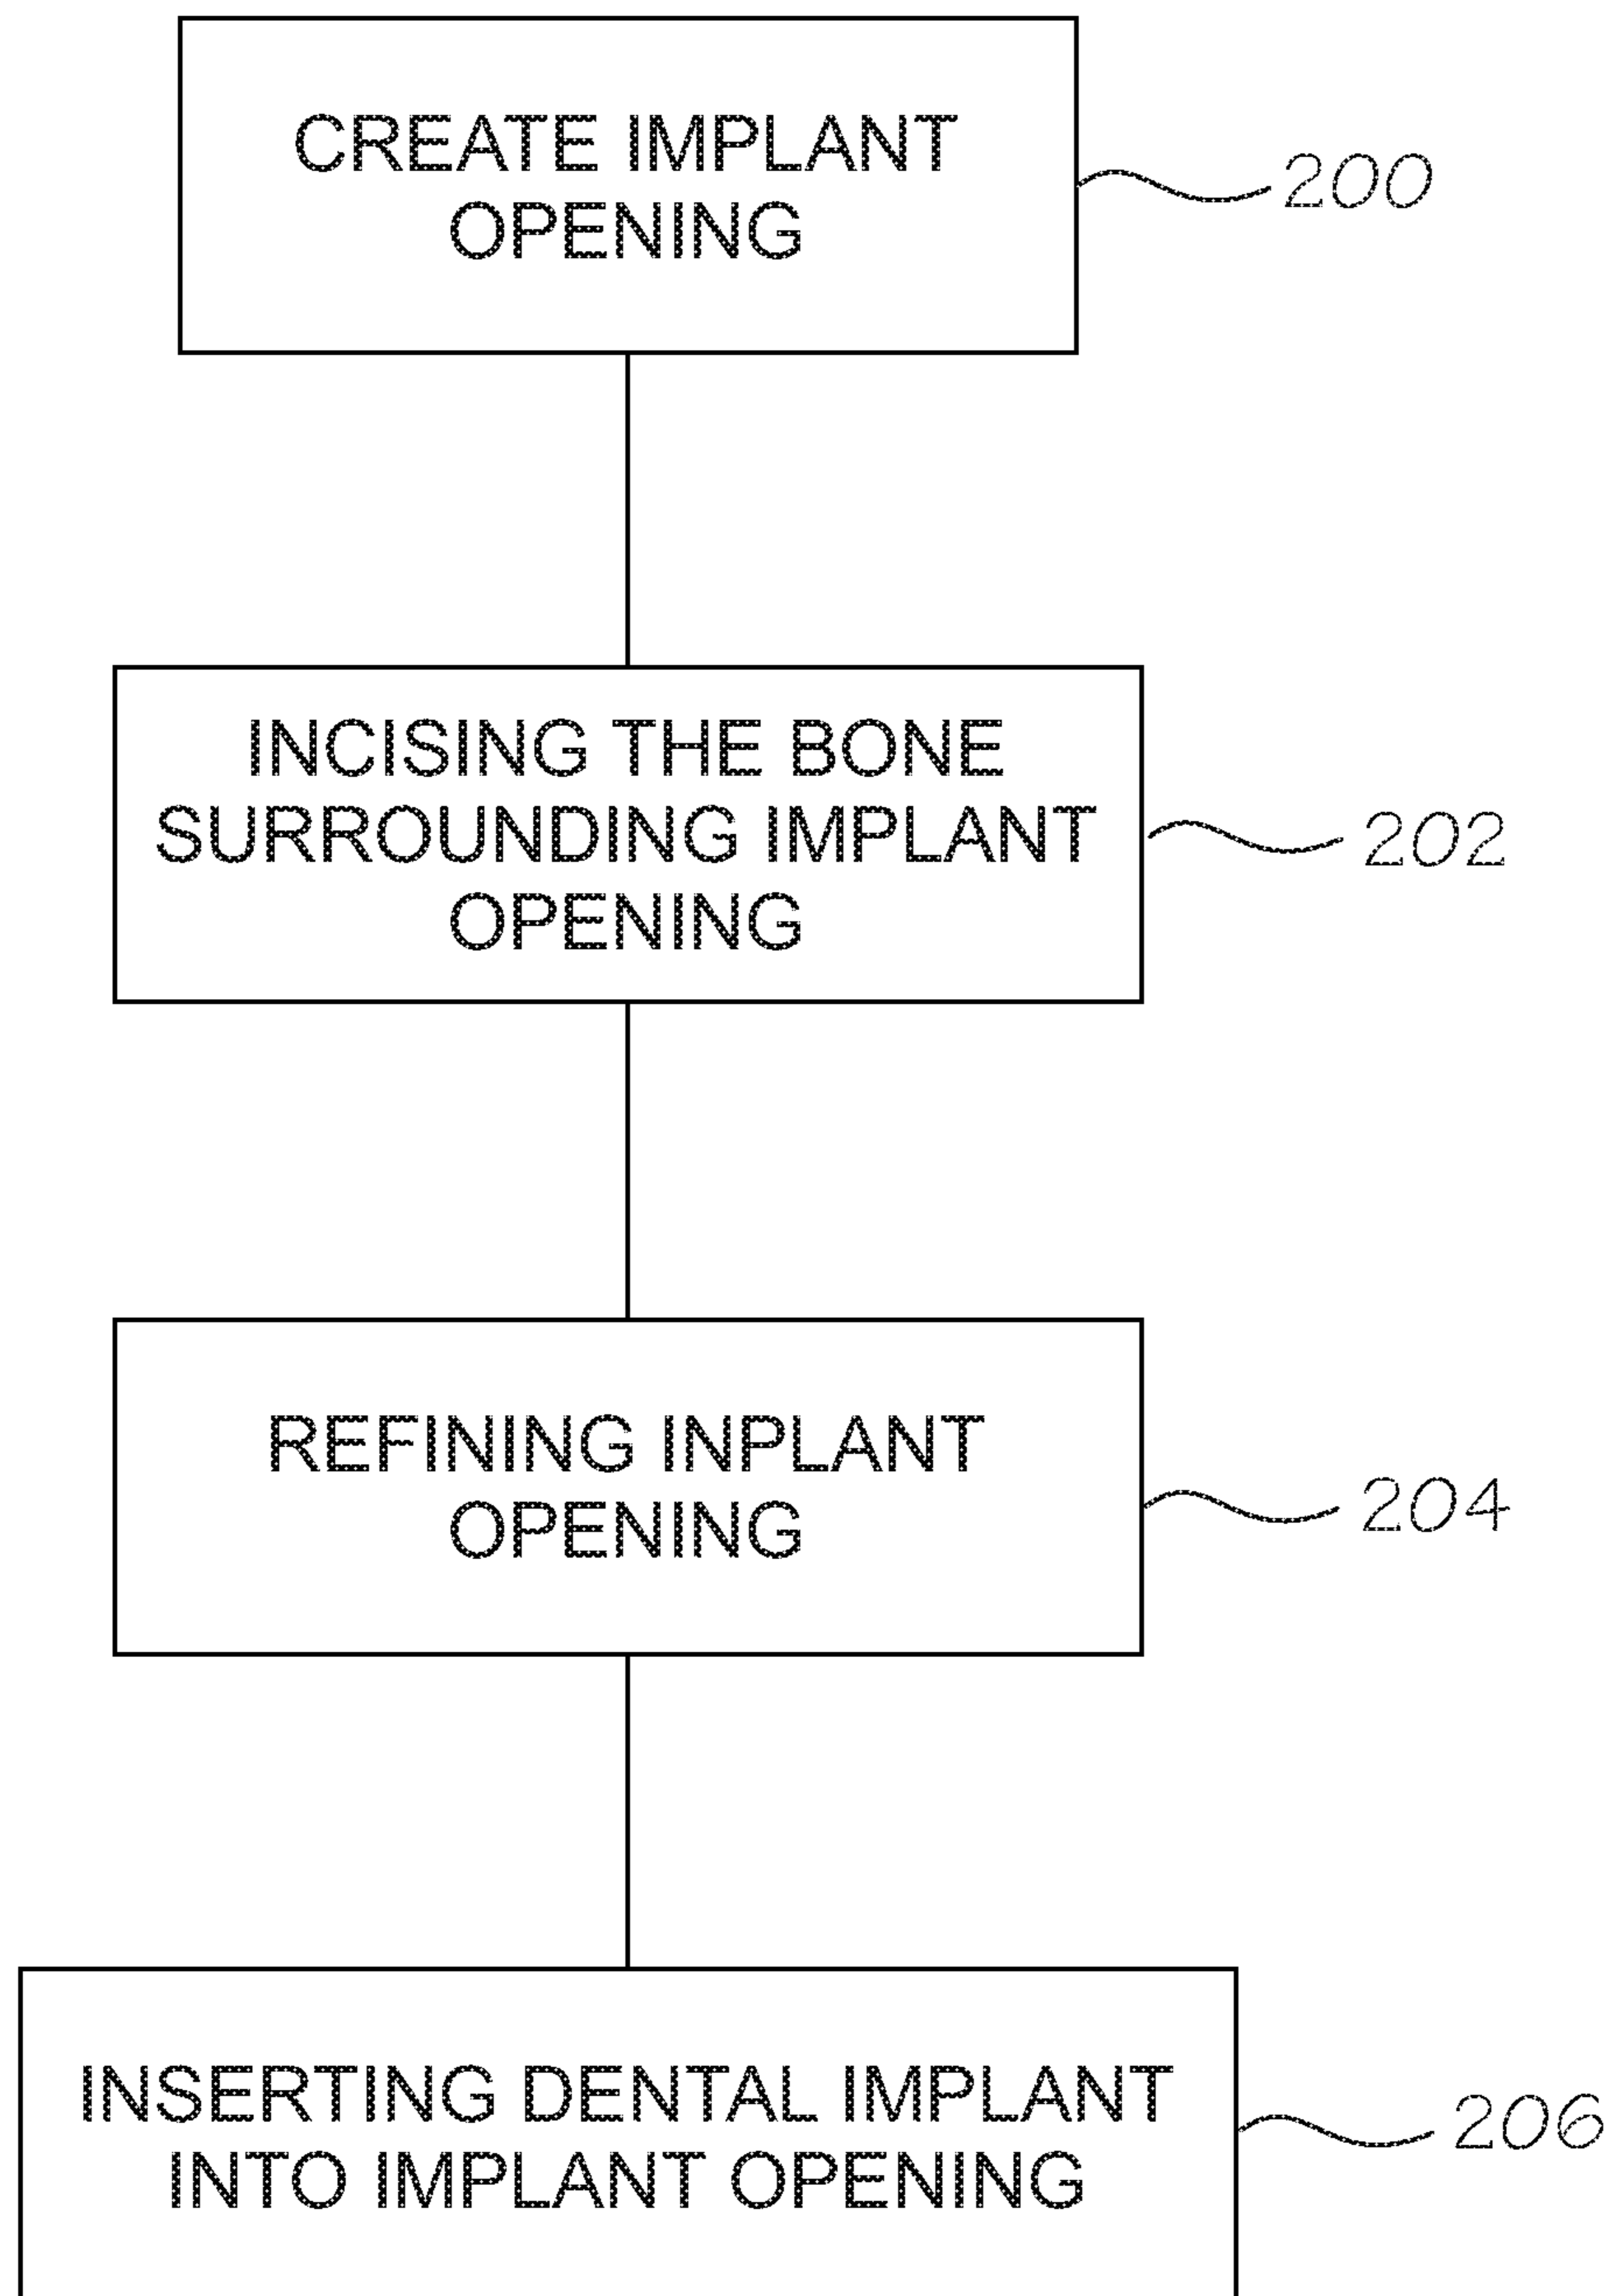 CREATE IMPLANT
OPENING
200
INCISING THE BONE
SURROUNDING IMPLANT
OPENING
202
REFINING INPLANT
OPENING
204
INSERTING DENTAL IMPLANT
INTO IMPLANT OPENING
206